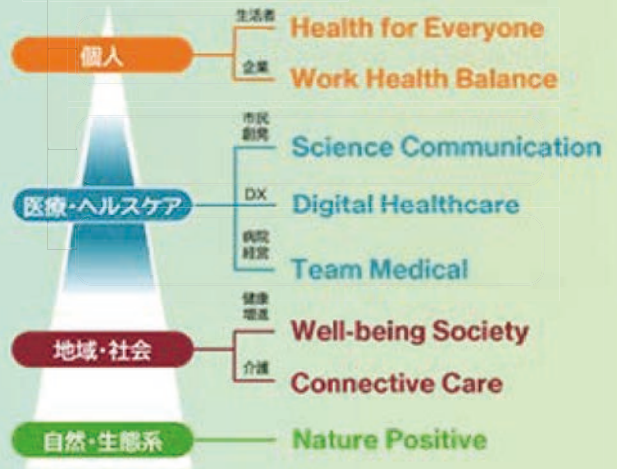 生活者
Health for Everyone
個人
企業
Work Health Balance
市民
創発
Science Communication
医療・ヘルスケア
DX
Digital Healthcare
病院
経営
Team Medical
健康
増進
Well-being Society
地域・社会
介護
Connective Care
自然・生態系
Nature Positive